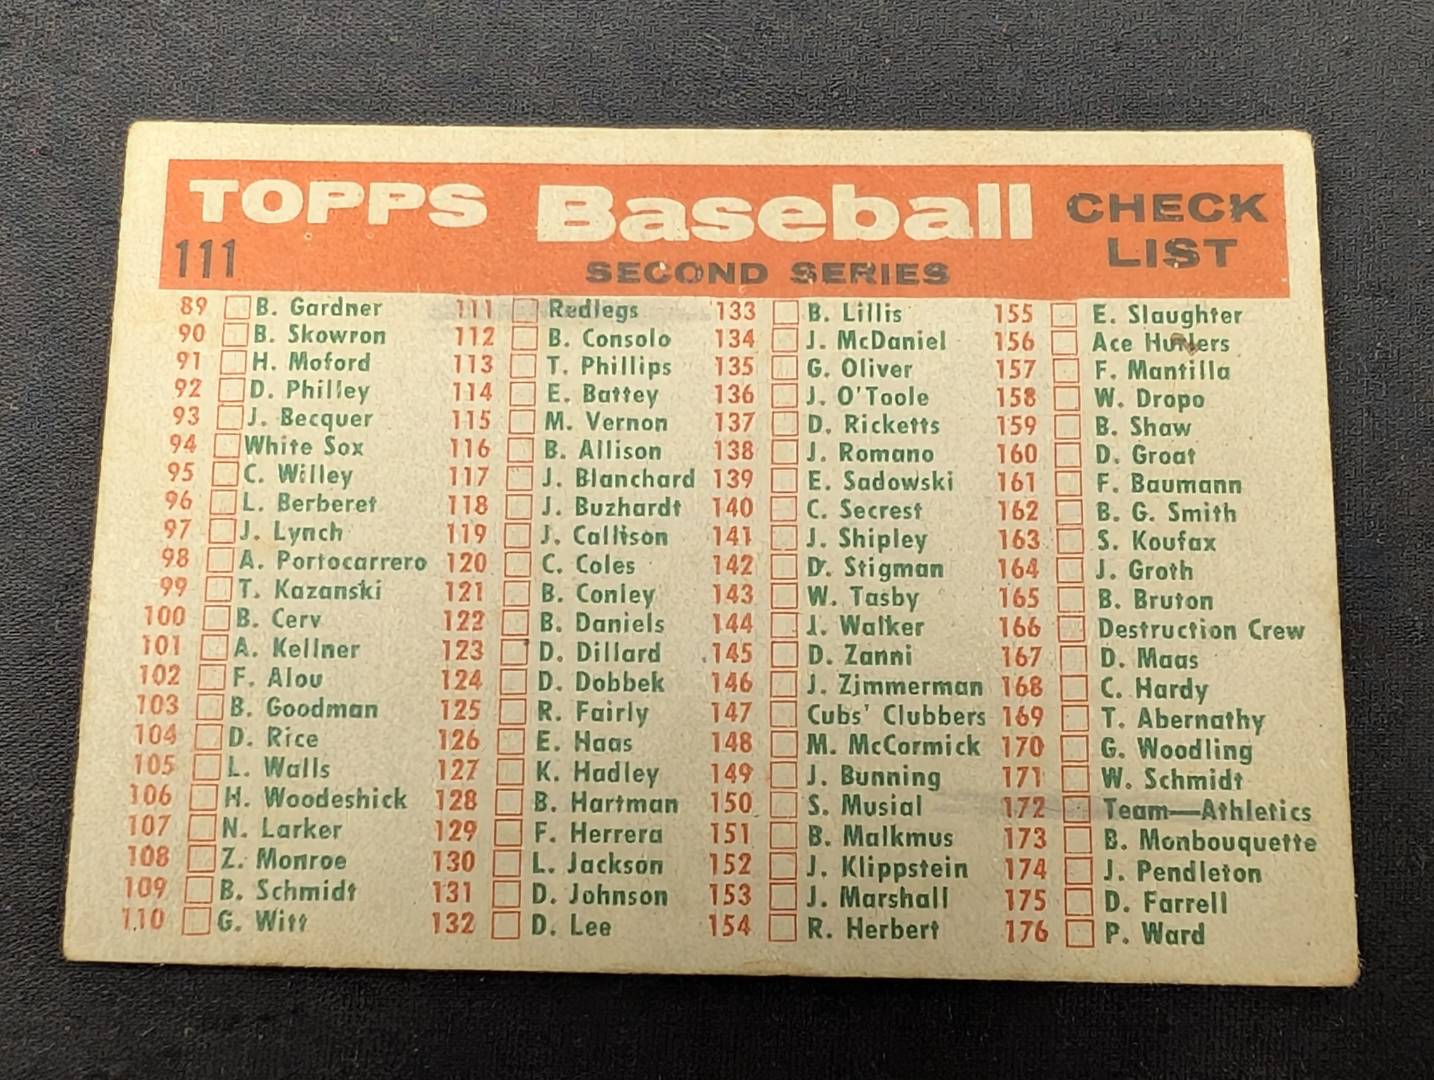 TOPPS Baseball CHECK
LIST
111
SECOND SERIES
89 B. Gardner
90 B. Skowron
91 H. Moford
92 D. Philley
93 J. Becquer
94 White Sox
95 C. Willey
96 L. Berberet
97 J. Lynch
98 A. Portocarrero
99 T. Kazanski
100 B. Cerv
101 A. Kellner
102 F. Alou
103 B. Goodman
104 D. Rice
105 L. Walls
106 H. Woodeshick
107 N. Larker
108 Z. Monroe
109 B. Schmidt
110 G. Witt
111 Redlegs
112 B. Consolo
113 T. Phillips
114 E. Battey
115 M. Vernon
116 B. Allison
117 J. Blanchard
118 J. Buzhardt
119 J. Callison
120 C. Coles
121 B. Conley
122 B. Daniels
123 D. Dillard
124 D. Dobbek
125 R. Fairly
126 E. Haas
127 K. Hadley
128 B. Hartman
129 F. Herrera
130 L. Jackson
131 D. Johnson
132 D. Lee
133 B. Lillis
134 J. McDaniel
135 G. Oliver
136 J. O'Toole
137 D. Ricketts
138 J. Romano
139 E. Sadowski
140 C. Secrest
141 J. Shipley
142 D. Stigman
143 W. Tasby
144 J. Walker
145 D. Zanni
146 J. Zimmerman
147 Cubs' Clubbers
148 M. McCormick
149 J. Bunning
150 S. Musial
151 B. Malkmus
152 J. Klippstein
153 J. Marshall
154 R. Herbert
155 E. Slaughter
156 Ace Hurlers
157 F. Mantilla
158 W. Dropo
159 B. Shaw
160 D. Groat
161 F. Baumann
162 B. G. Smith
163 S. Koufax
164 J. Groth
165 B. Bruton
166 Destruction Crew
167 D. Maas
168 C. Hardy
169 T. Abernathy
170 G. Woodling
171 W. Schmidt
172 Team—Athletics
173 B. Monbouquette
174 J. Pendleton
175 D. Farrell
176 P. Ward